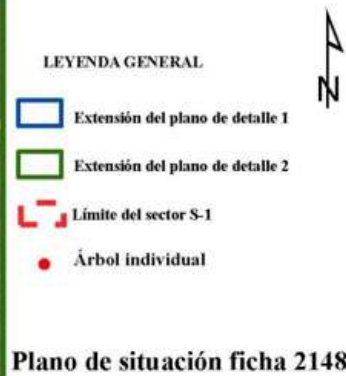 LEYENDA GENERAL
N
Extensión del plano de detalle 1
Extensión del plano de detalle 2
Límite del sector S-1
Árbol individual
Plano de situación ficha 2148